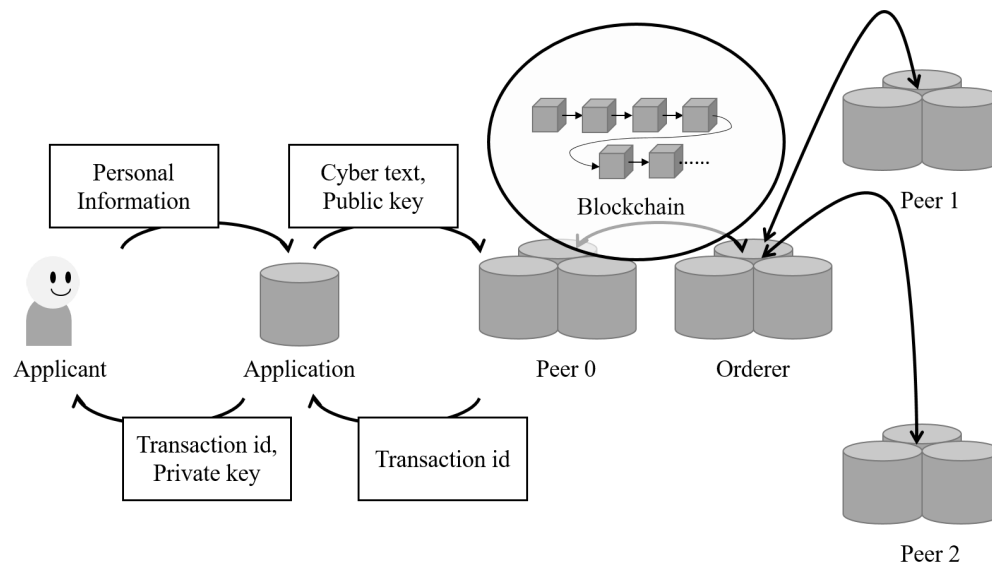 Personal
Information
Cyber text,
Public key
Blockchain
Peer 1
Applicant
Application
Peer 0
Orderer
Transaction id,
Private key
Transaction id
Peer 2